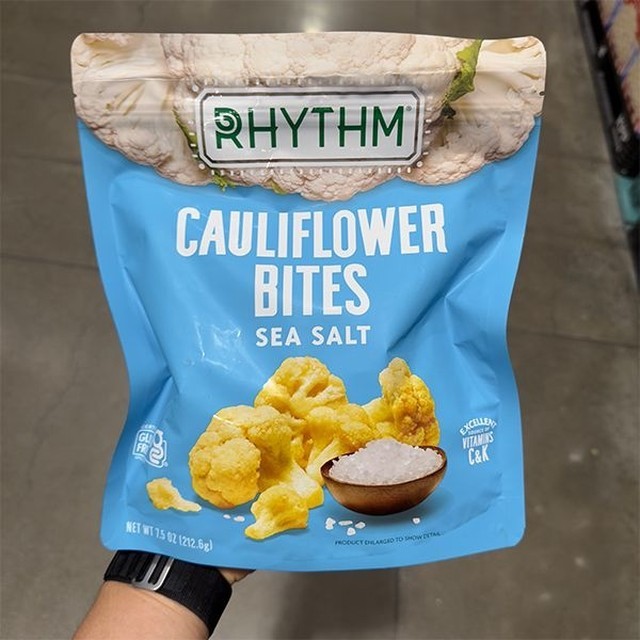 RHYTHM
CAULIFLOWER
BITES
SEA SALT
EXCELLENT
SOURCE OF
VITAMINS
C&K
NET WT 7.5 OZ (212.6g)
PRODUCT ENLARGED TO SHOW DETAIL